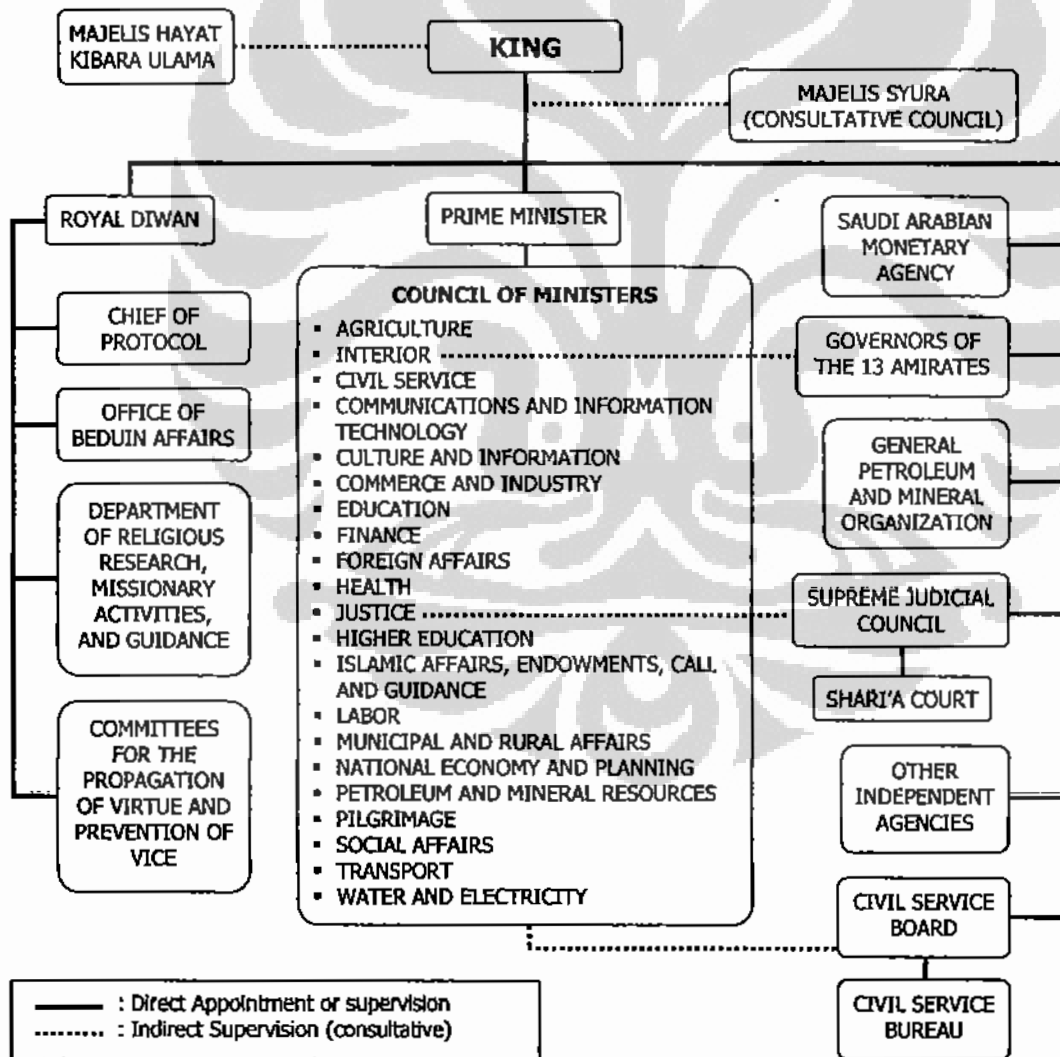 MAJELIS HAYAT
KIBARA ULAMA
KING
MAJELIS SYURA
(CONSULTATIVE COUNCIL)
ROYAL DIWAN
PRIME MINISTER
SAUDI ARABIAN
MONETARY
AGENCY
CHIEF OF
PROTOCOL
OFFICE OF
BEDUIN AFFAIRS
DEPARTMENT
OF RELIGIOUS
RESEARCH,
MISSIONARY
ACTIVITIES,
AND GUIDANCE
COMMITTEES
FOR THE
PROPAGATION
OF VIRTUE AND
PREVENTION OF
VICE
COUNCIL OF MINISTERS
▪ AGRICULTURE
▪ INTERIOR
▪ CIVIL SERVICE
▪ COMMUNICATIONS AND INFORMATION
TECHNOLOGY
▪ CULTURE AND INFORMATION
▪ COMMERCE AND INDUSTRY
▪ EDUCATION
▪ FINANCE
▪ FOREIGN AFFAIRS
▪ HEALTH
▪ JUSTICE
▪ HIGHER EDUCATION
▪ ISLAMIC AFFAIRS, ENDOWMENTS, CALL
AND GUIDANCE
▪ LABOR
▪ MUNICIPAL AND RURAL AFFAIRS
▪ NATIONAL ECONOMY AND PLANNING
▪ PETROLEUM AND MINERAL RESOURCES
▪ PILGRIMAGE
▪ SOCIAL AFFAIRS
▪ TRANSPORT
▪ WATER AND ELECTRICITY
GOVERNORS OF
THE 13 AMIRATES
GENERAL
PETROLEUM
AND MINERAL
ORGANIZATION
SUPREME JUDICIAL
COUNCIL
SHARI'A COURT
OTHER
INDEPENDENT
AGENCIES
CIVIL SERVICE
BOARD
CIVIL SERVICE
BUREAU
: Direct Appointment or supervision
: Indirect Supervision (consultative)